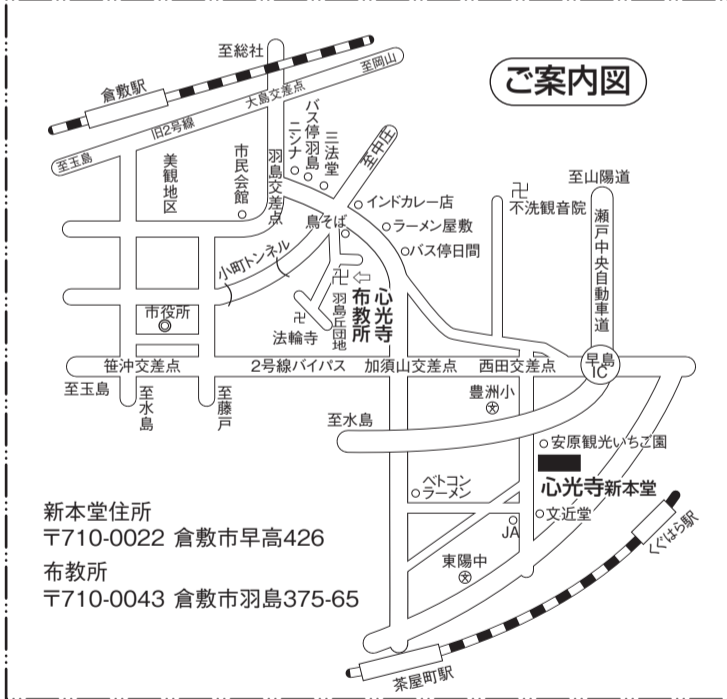 ご案内図
至総社
至岡山
倉敷駅
大島交差点
旧2号線
至玉島
美観地区
市民会館
羽島交差点
ニシナ
バス停羽島
三法堂
至中庄
インドカレー店
ラーメン屋敷
バス停日間
鳥そば
不洗観音院
至山陽道
瀬戸中央自動車道
小町トンネル
市役所
法輪寺
羽島丘団地
心光寺
布教所
笹沖交差点
2号線バイパス
加須山交差点
西田交差点
早島
IC
至玉島
至水島
至藤戸
豊洲小
至水島
安原観光いちご園
心光寺新本堂
ベトコン
ラーメン
文近堂
JA
東陽中
くぐはら駅
茶屋町駅
新本堂住所
〒710-0022 倉敷市早高426
布教所
〒710-0043 倉敷市羽島375-65